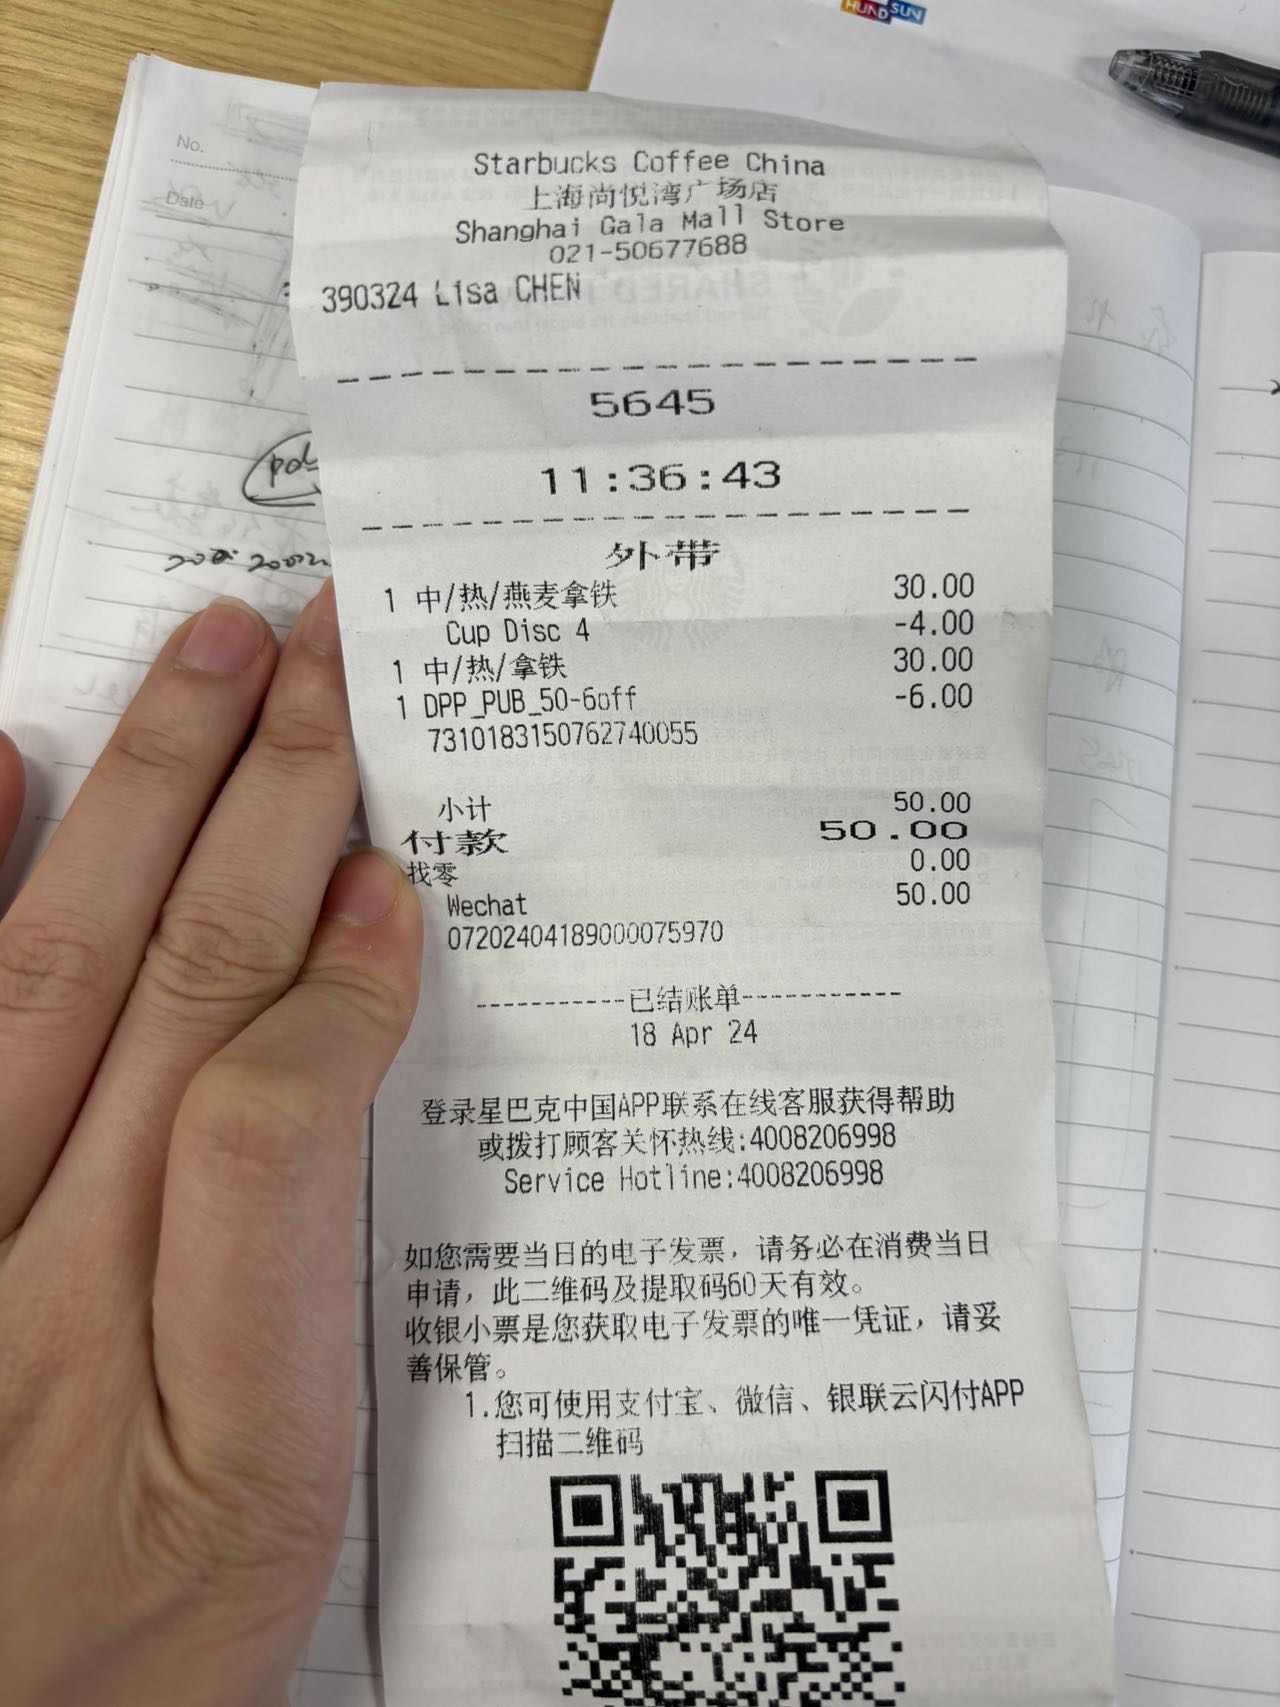 HUND SUN
No.
Date
Starbucks Coffee China
上海尚悦湾广场店
Shanghai Gala Mall Store
021-50677688
390324 Lisa CHEN
5645
11:36:43
外带
1 中/热/燕麦拿铁 30.00
Cup Disc 4 -4.00
1 中/热/拿铁 30.00
1 DPP_PUB_50-6off -6.00
7310183150762740055
小计 50.00
付款 50.00
找零 0.00
Wechat 50.00
07202404189000075970
-----------已结账单-----------
18 Apr 24
登录星巴克中国APP联系在线客服获得帮助
或拨打顾客关怀热线:4008206998
Service Hotline:4008206998
如您需要当日的电子发票，请务必在消费当日
申请，此二维码及提取码60天有效。
收银小票是您获取电子发票的唯一凭证，请妥
善保管。
1.您可使用支付宝、微信、银联云闪付APP
扫描二维码